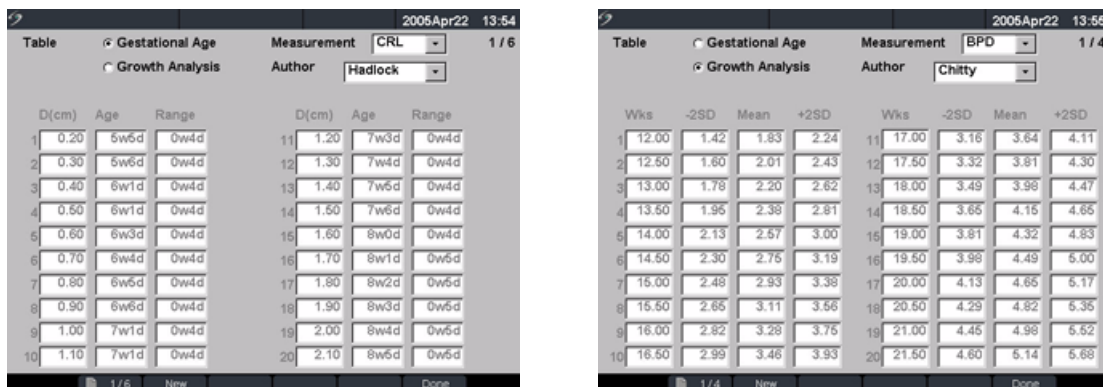 2005Apr22 13:54
Table Gestational Age Measurement CRL 1 / 6
Growth Analysis Author Hadlock
D(cm) Age Range D(cm) Age Range
1 0.20 5w5d 0w4d 11 1.20 7w3d 0w4d
2 0.30 5w6d 0w4d 12 1.30 7w4d 0w4d
3 0.40 6w1d 0w4d 13 1.40 7w5d 0w4d
4 0.50 6w1d 0w4d 14 1.50 7w6d 0w4d
5 0.60 6w3d 0w4d 15 1.60 8w0d 0w4d
6 0.70 6w4d 0w4d 16 1.70 8w1d 0w5d
7 0.80 6w5d 0w4d 17 1.80 8w2d 0w5d
8 0.90 6w6d 0w4d 18 1.90 8w3d 0w5d
9 1.00 7w1d 0w4d 19 2.00 8w4d 0w5d
10 1.10 7w1d 0w4d 20 2.10 8w5d 0w5d
1/6 New Done
2005Apr22 13:55
Table Gestational Age Measurement BPD 1 / 4
Growth Analysis Author Chitty
Wks -2SD Mean +2SD Wks -2SD Mean +2SD
1 12.00 1.42 1.83 2.24 11 17.00 3.16 3.64 4.11
2 12.50 1.60 2.01 2.43 12 17.50 3.32 3.81 4.30
3 13.00 1.78 2.20 2.62 13 18.00 3.49 3.98 4.47
4 13.50 1.95 2.38 2.81 14 18.50 3.65 4.15 4.65
5 14.00 2.13 2.57 3.00 15 19.00 3.81 4.32 4.83
6 14.50 2.30 2.75 3.19 16 19.50 3.98 4.49 5.00
7 15.00 2.48 2.93 3.38 17 20.00 4.13 4.65 5.17
8 15.50 2.65 3.11 3.56 18 20.50 4.29 4.82 5.35
9 16.00 2.82 3.28 3.75 19 21.00 4.45 4.98 5.52
10 16.50 2.99 3.46 3.93 20 21.50 4.60 5.14 5.68
1/4 New Done